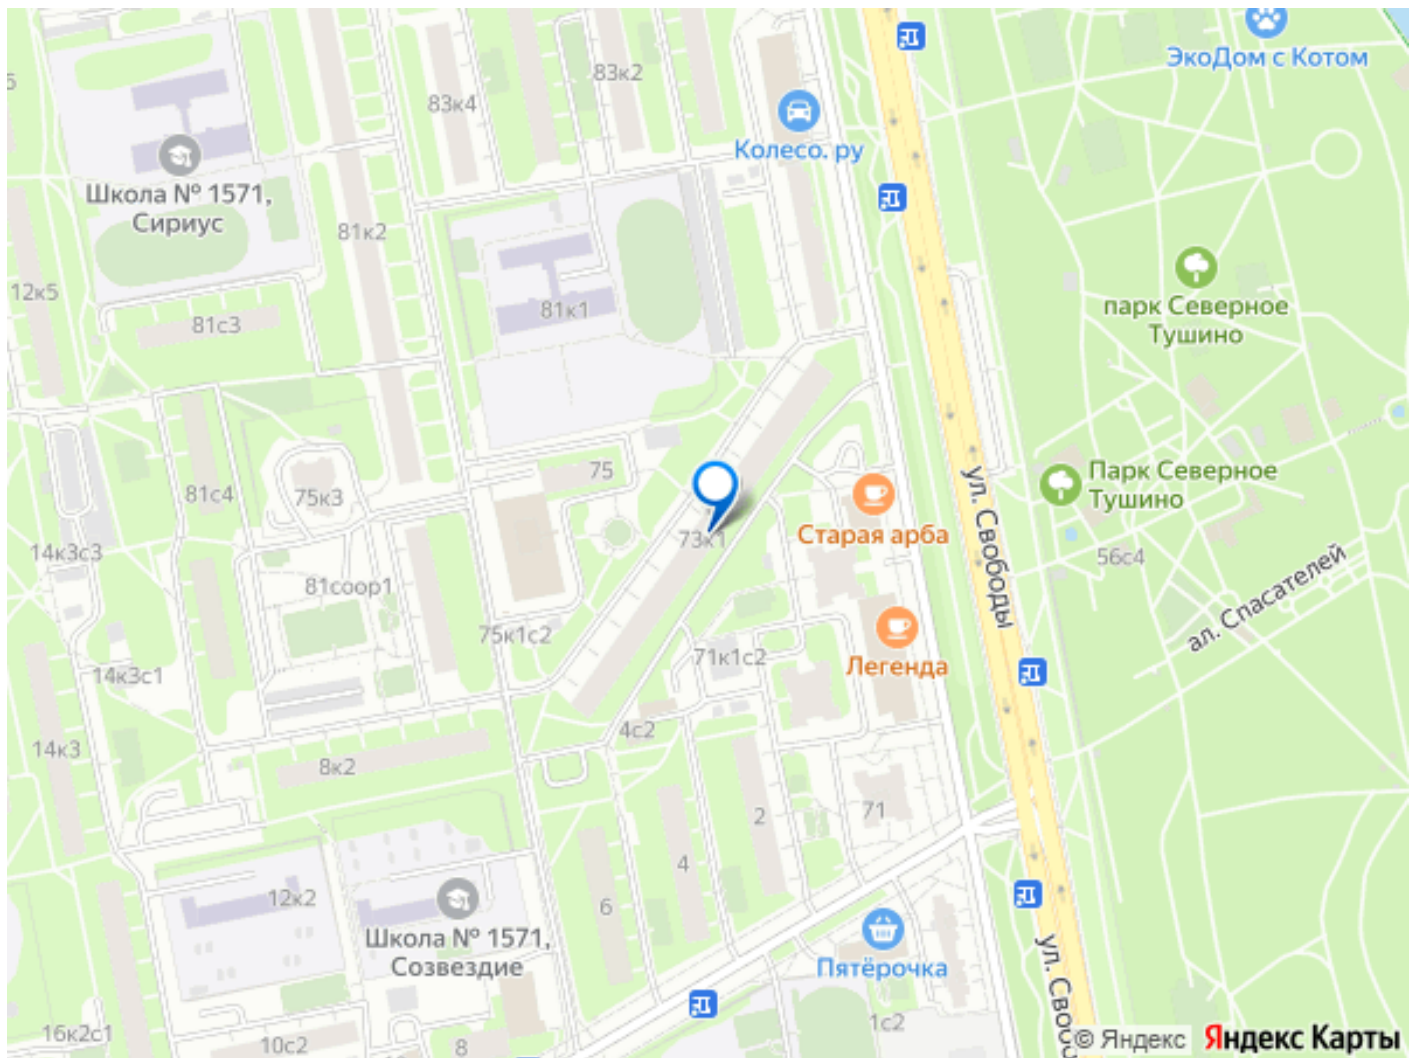 ЭкоДом с Котом
83к2
83к4
Колесо. ру
Школа № 1571,
Сириус
81к2
12к5
81к1
81с3
парк Северное
Тушино
75
Парк Северное
Тушино
81с4
75к3
ул. Свободы
Старая арба
73к1
14к3с3
56с4
81соор1
ал. Спасателей
75к1с2
71к1с2
Легенда
14к3с1
4с2
14к3
8к2
2
71
4
12к2
6
Школа № 1571,
Созвездие
Пятёрочка
ул. Своб
1с2
16к2с1
10с2
8
© Яндекс
Яндекс Карты